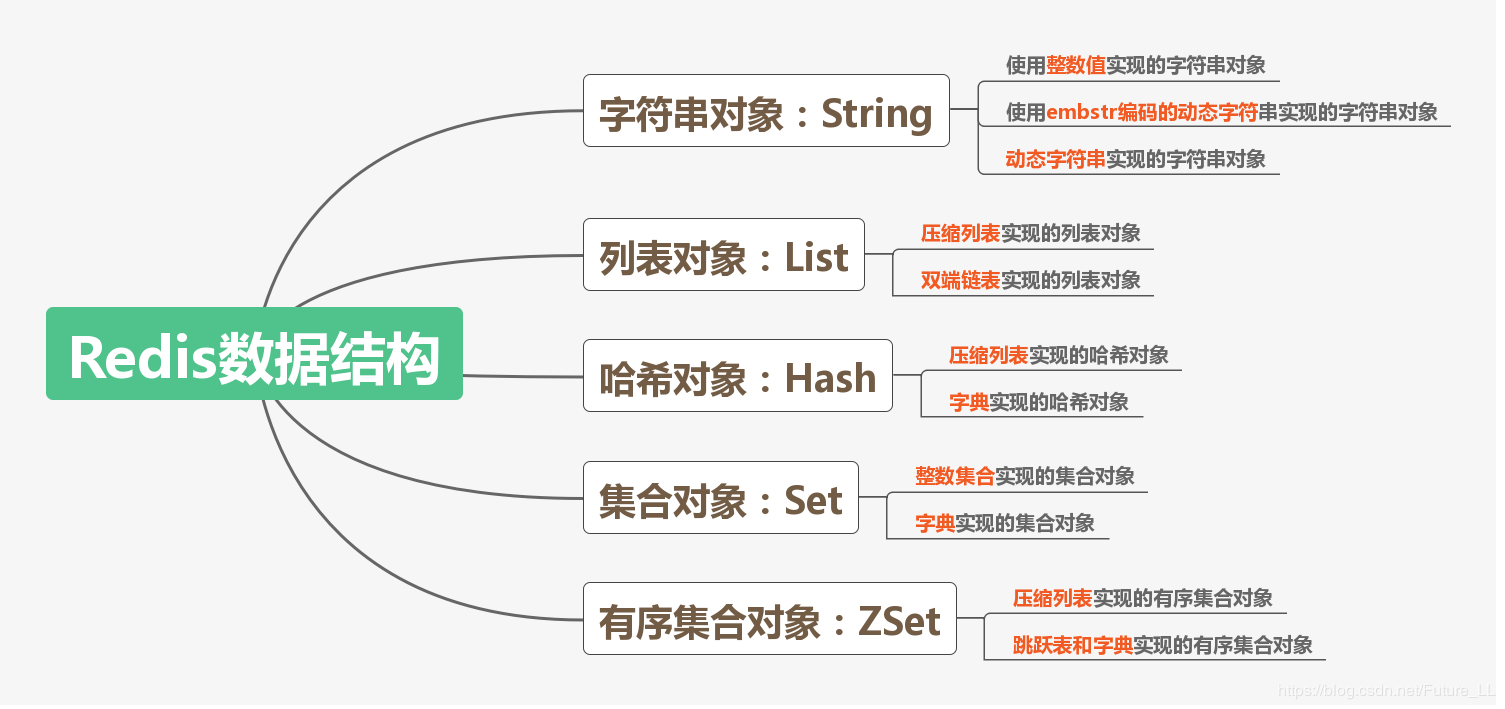 Redis数据结构
字符串对象：String
使用整数值实现的字符串对象
使用embstr编码的动态字符串实现的字符串对象
动态字符串实现的字符串对象
列表对象：List
压缩列表实现的列表对象
双端链表实现的列表对象
哈希对象：Hash
压缩列表实现的哈希对象
字典实现的哈希对象
集合对象：Set
整数集合实现的集合对象
字典实现的集合对象
有序集合对象：ZSet
压缩列表实现的有序集合对象
跳跃表和字典实现的有序集合对象
https://blog.csdn.net/Future_LL